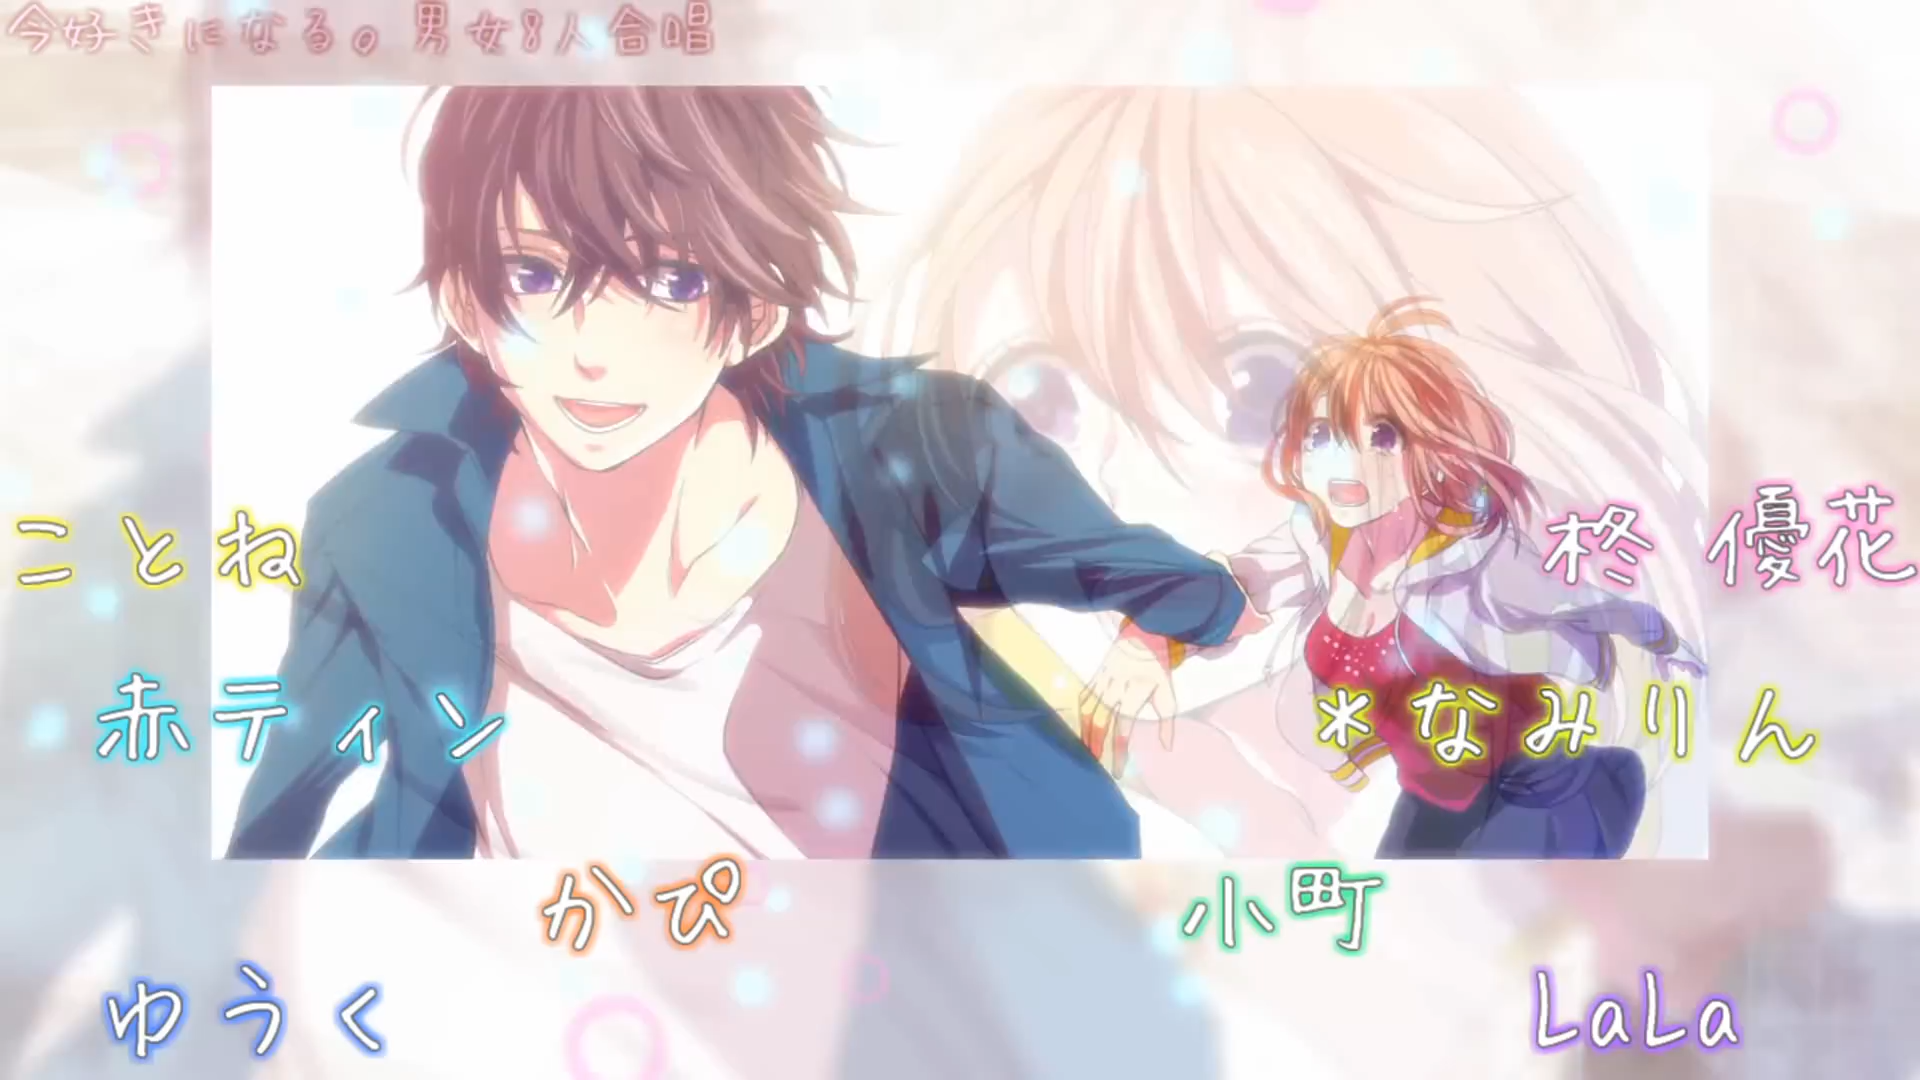 今好きになる。男女8人合唱
ことね
柊 優花
赤ティン
*なみりん
かぴ
小町
ゆうく
LaLa